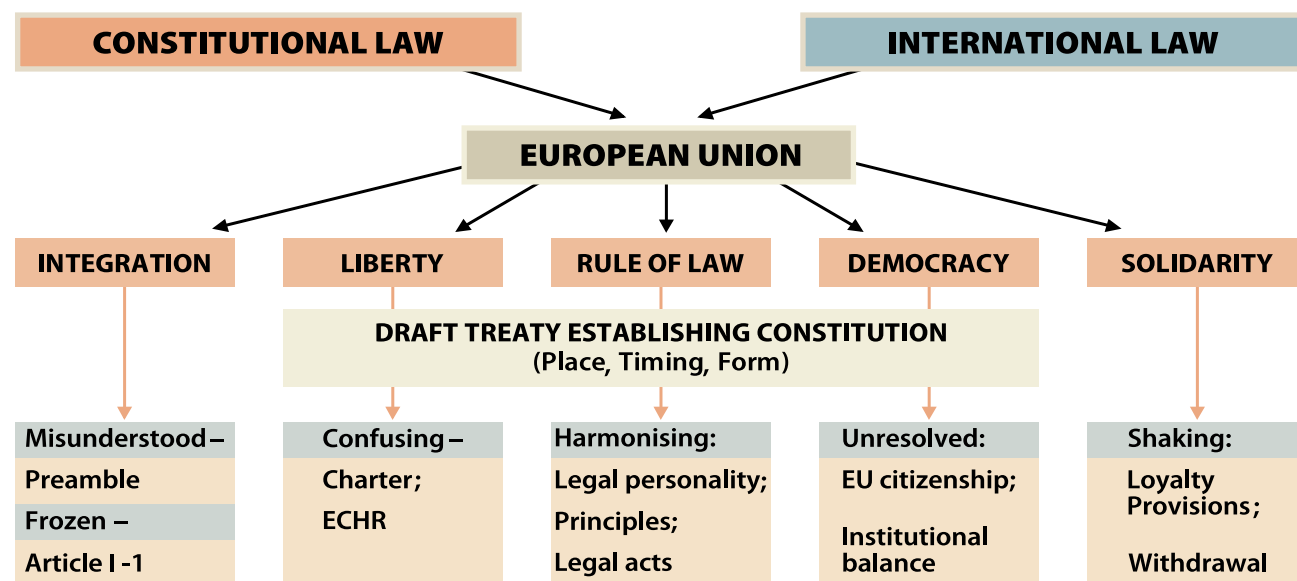 CONSTITUTIONAL LAW
INTERNATIONAL LAW
EUROPEAN UNION
INTEGRATION
LIBERTY
RULE OF LAW
DEMOCRACY
SOLIDARITY
DRAFT TREATY ESTABLISHING CONSTITUTION
(Place, Timing, Form)
Misunderstood –
Preamble
Frozen –
Article I -1
Confusing –
Charter;
ECHR
Harmonising:
Legal personality;
Principles;
Legal acts
Unresolved:
EU citizenship;
Institutional
balance
Shaking:
Loyalty
Provisions;
Withdrawal